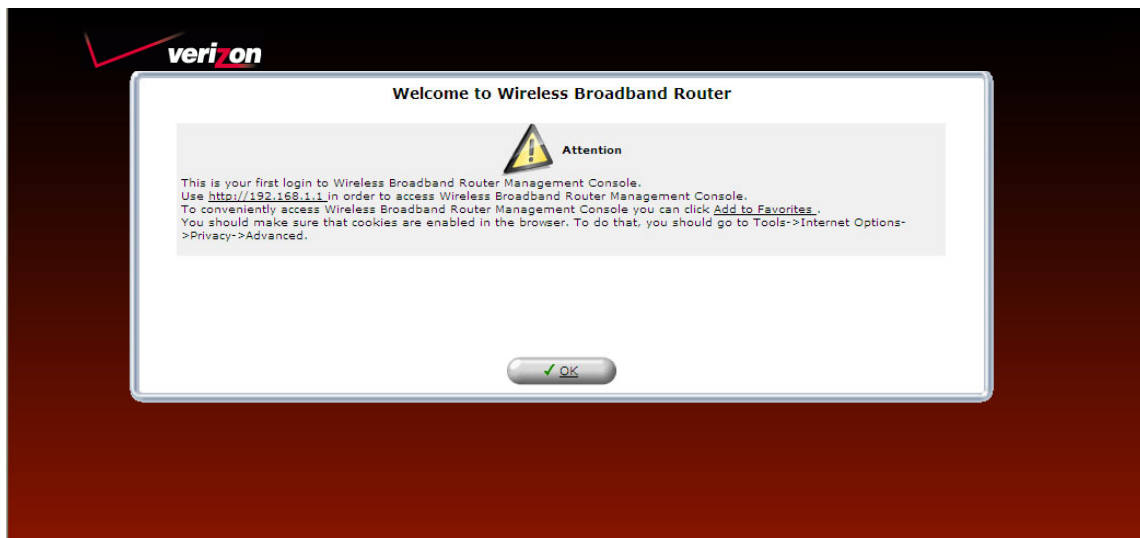 verizon
Welcome to Wireless Broadband Router
Attention
This is your first login to Wireless Broadband Router Management Console.
Use http://192.168.1.1 in order to access Wireless Broadband Router Management Console.
To conveniently access Wireless Broadband Router Management Console you can click Add to Favorites .
You should make sure that cookies are enabled in the browser. To do that, you should go to Tools->Internet Options-
>Privacy->Advanced.
OK